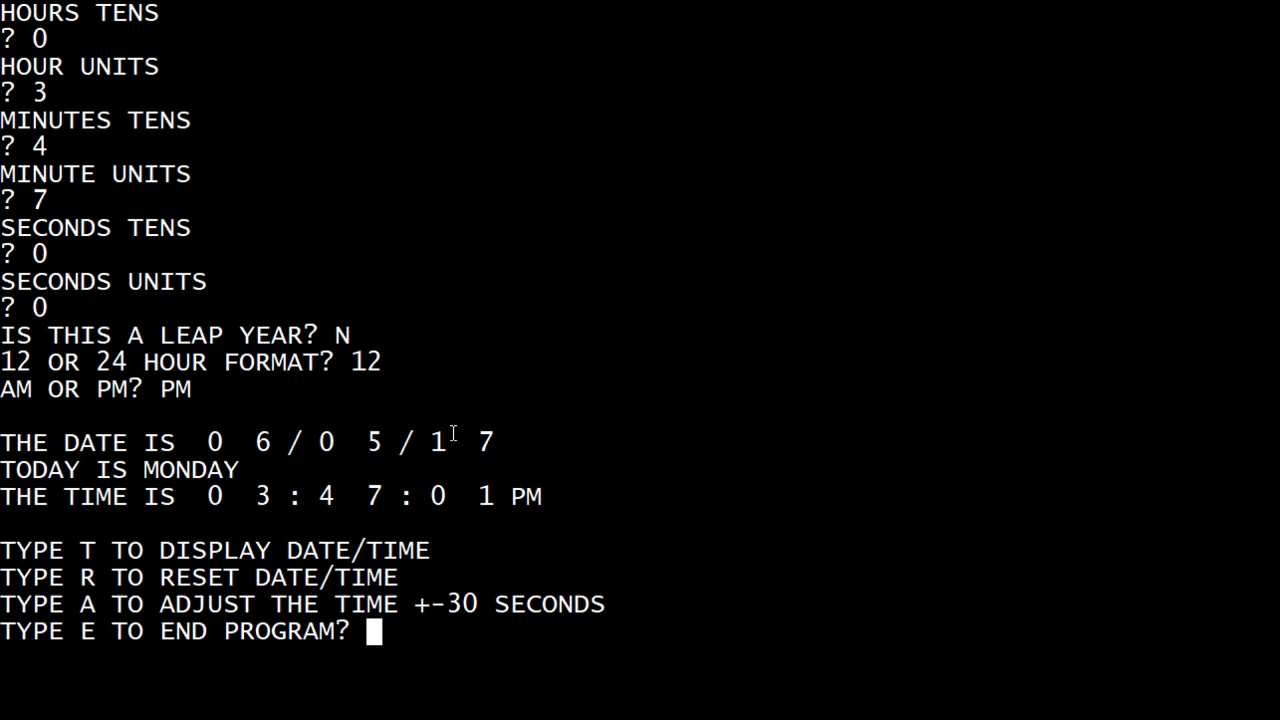 HOURS TENS
? 0
HOUR UNITS
? 3
MINUTES TENS
? 4
MINUTE UNITS
? 7
SECONDS TENS
? 0
SECONDS UNITS
? 0
IS THIS A LEAP YEAR? N
12 OR 24 HOUR FORMAT? 12
AM OR PM? PM
THE DATE IS  0  6 / 0  5 / 1  7
TODAY IS MONDAY
THE TIME IS  0  3 : 4  7 : 0  1 PM
TYPE T TO DISPLAY DATE/TIME
TYPE R TO RESET DATE/TIME
TYPE A TO ADJUST THE TIME +-30 SECONDS
TYPE E TO END PROGRAM?